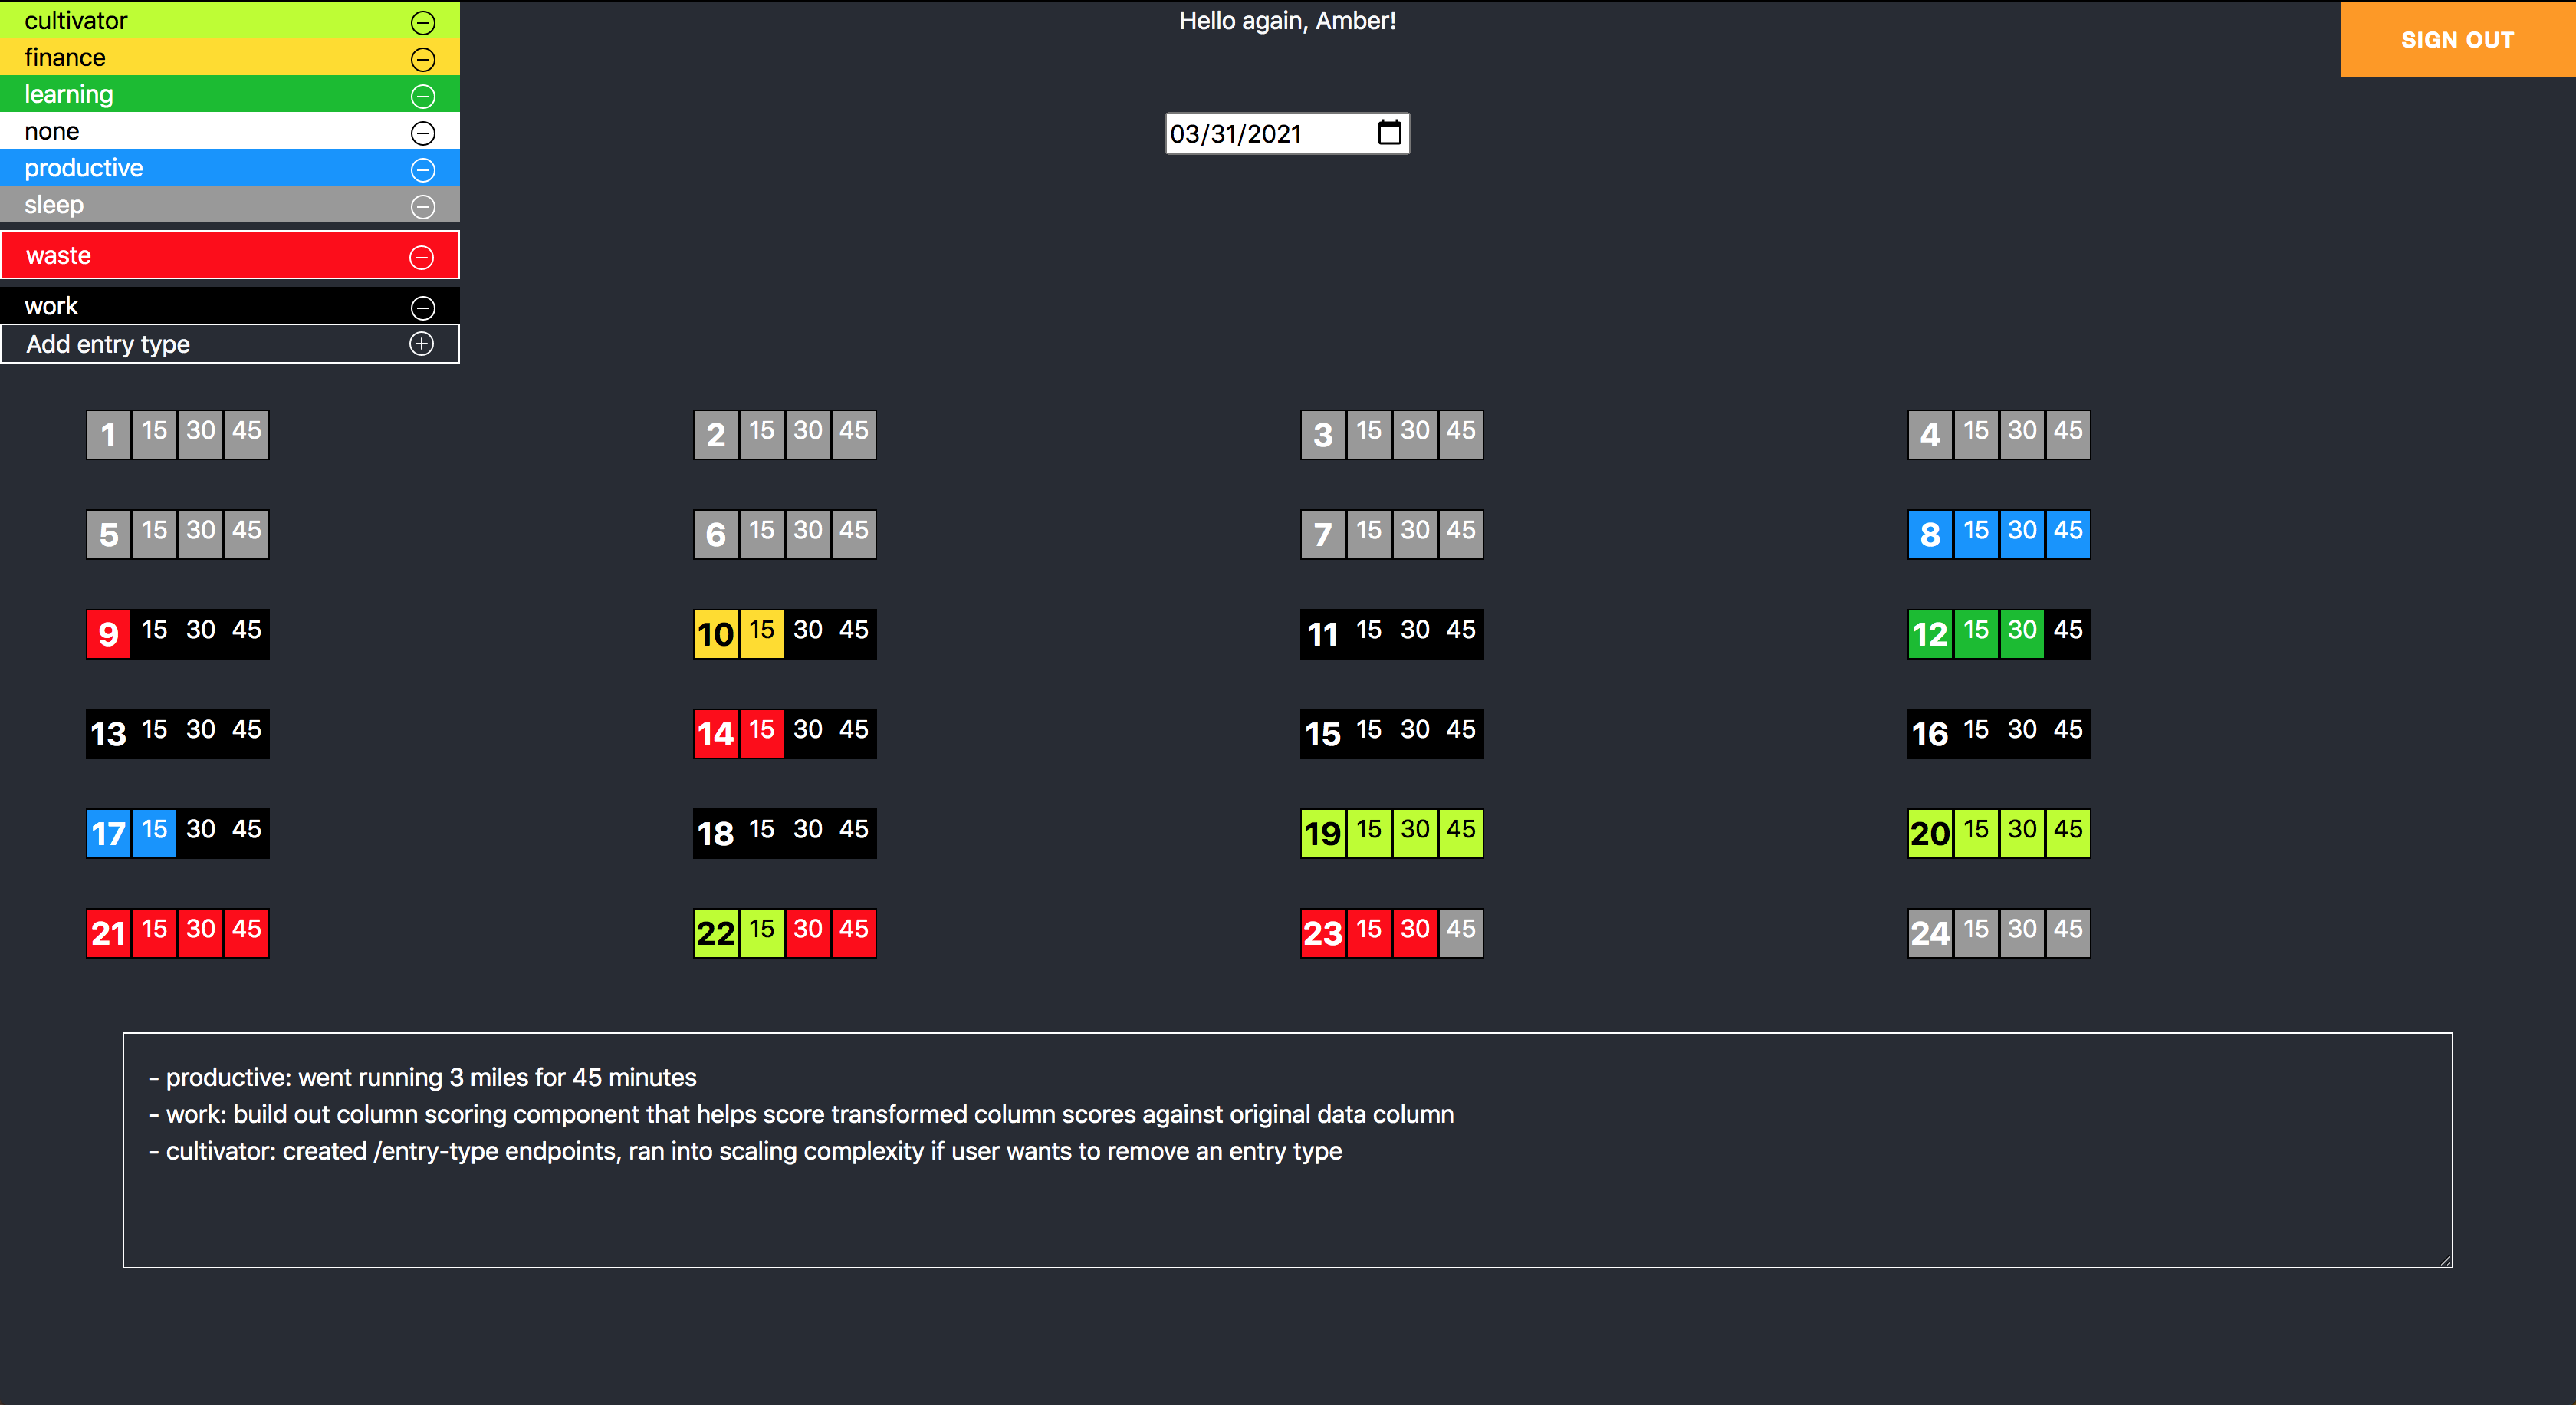 cultivator
Hello again, Amber!
SIGN OUT
finance
learning
none
03/31/2021
productive
sleep
waste
work
Add entry type
1 15 30 45
2 15 30 45
3 15 30 45
4 15 30 45
5 15 30 45
6 15 30 45
7 15 30 45
8 15 30 45
9 15 30 45
10 15 30 45
11 15 30 45
12 15 30 45
13 15 30 45
14 15 30 45
15 15 30 45
16 15 30 45
17 15 30 45
18 15 30 45
19 15 30 45
20 15 30 45
21 15 30 45
22 15 30 45
23 15 30 45
24 15 30 45
- productive: went running 3 miles for 45 minutes
- work: build out column scoring component that helps score transformed column scores against original data column
- cultivator: created /entry-type endpoints, ran into scaling complexity if user wants to remove an entry type